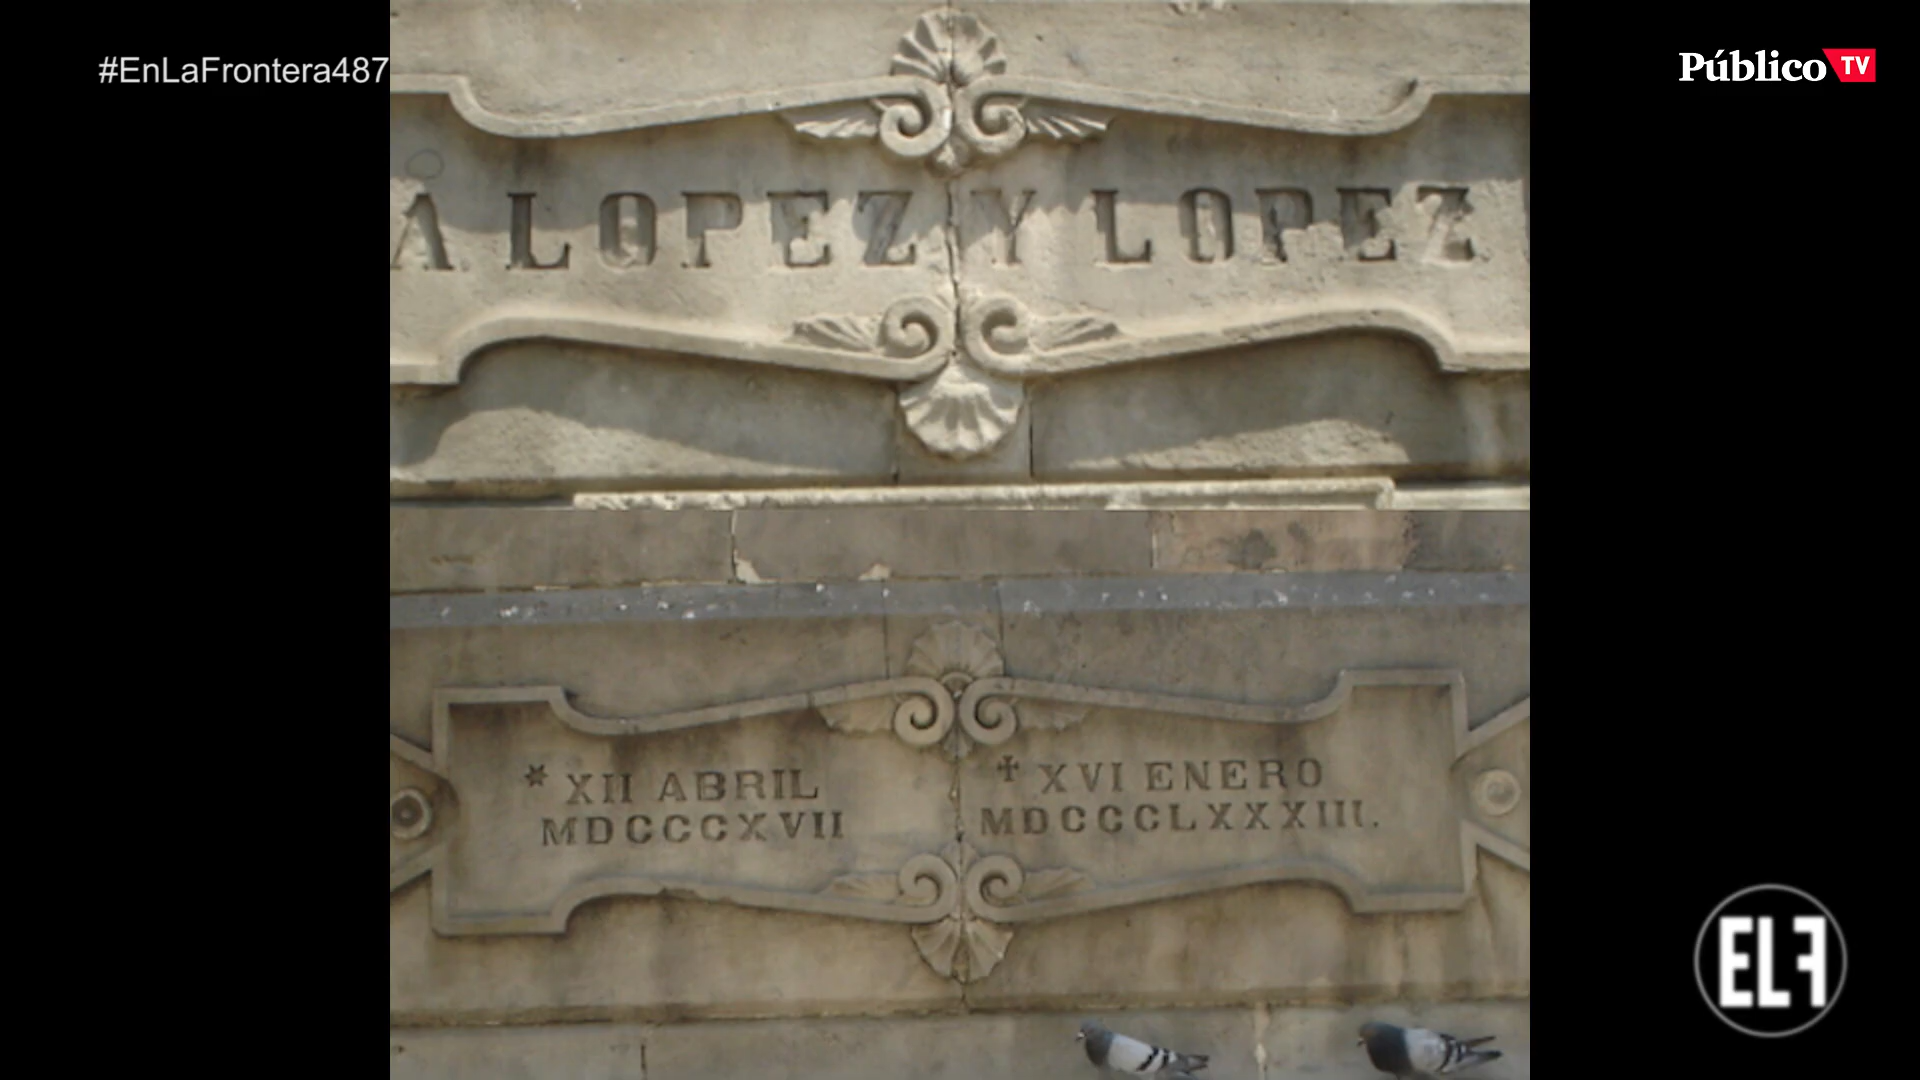 #EnLaFrontera487
Público TV
A LOPEZ Y LOPEZ
* XII ABRIL
MDCCCXVII
✝ XVI ENERO
MDCCCLXXXIII.
ELF